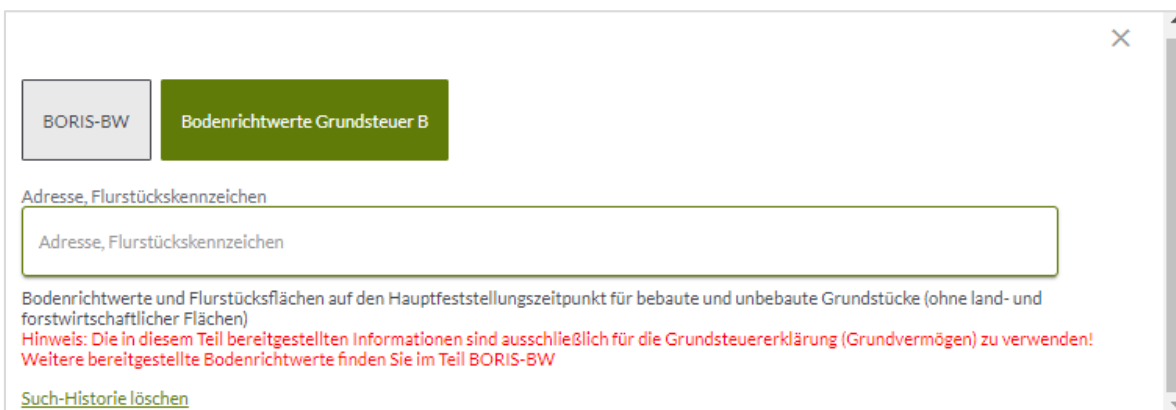 BORIS-BW
Bodenrichtwerte Grundsteuer B
Adresse, Flurstückskennzeichen
Adresse, Flurstückskennzeichen
Bodenrichtwerte und Flurstücksflächen auf den Hauptfeststellungszeitpunkt für bebaute und unbebaute Grundstücke (ohne land- und
forstwirtschaftlicher Flächen)
Hinweis: Die in diesem Teil bereitgestellten Informationen sind ausschließlich für die Grundsteuererklärung (Grundvermögen) zu verwenden!
Weitere bereitgestellte Bodenrichtwerte finden Sie im Teil BORIS-BW
Such-Historie löschen